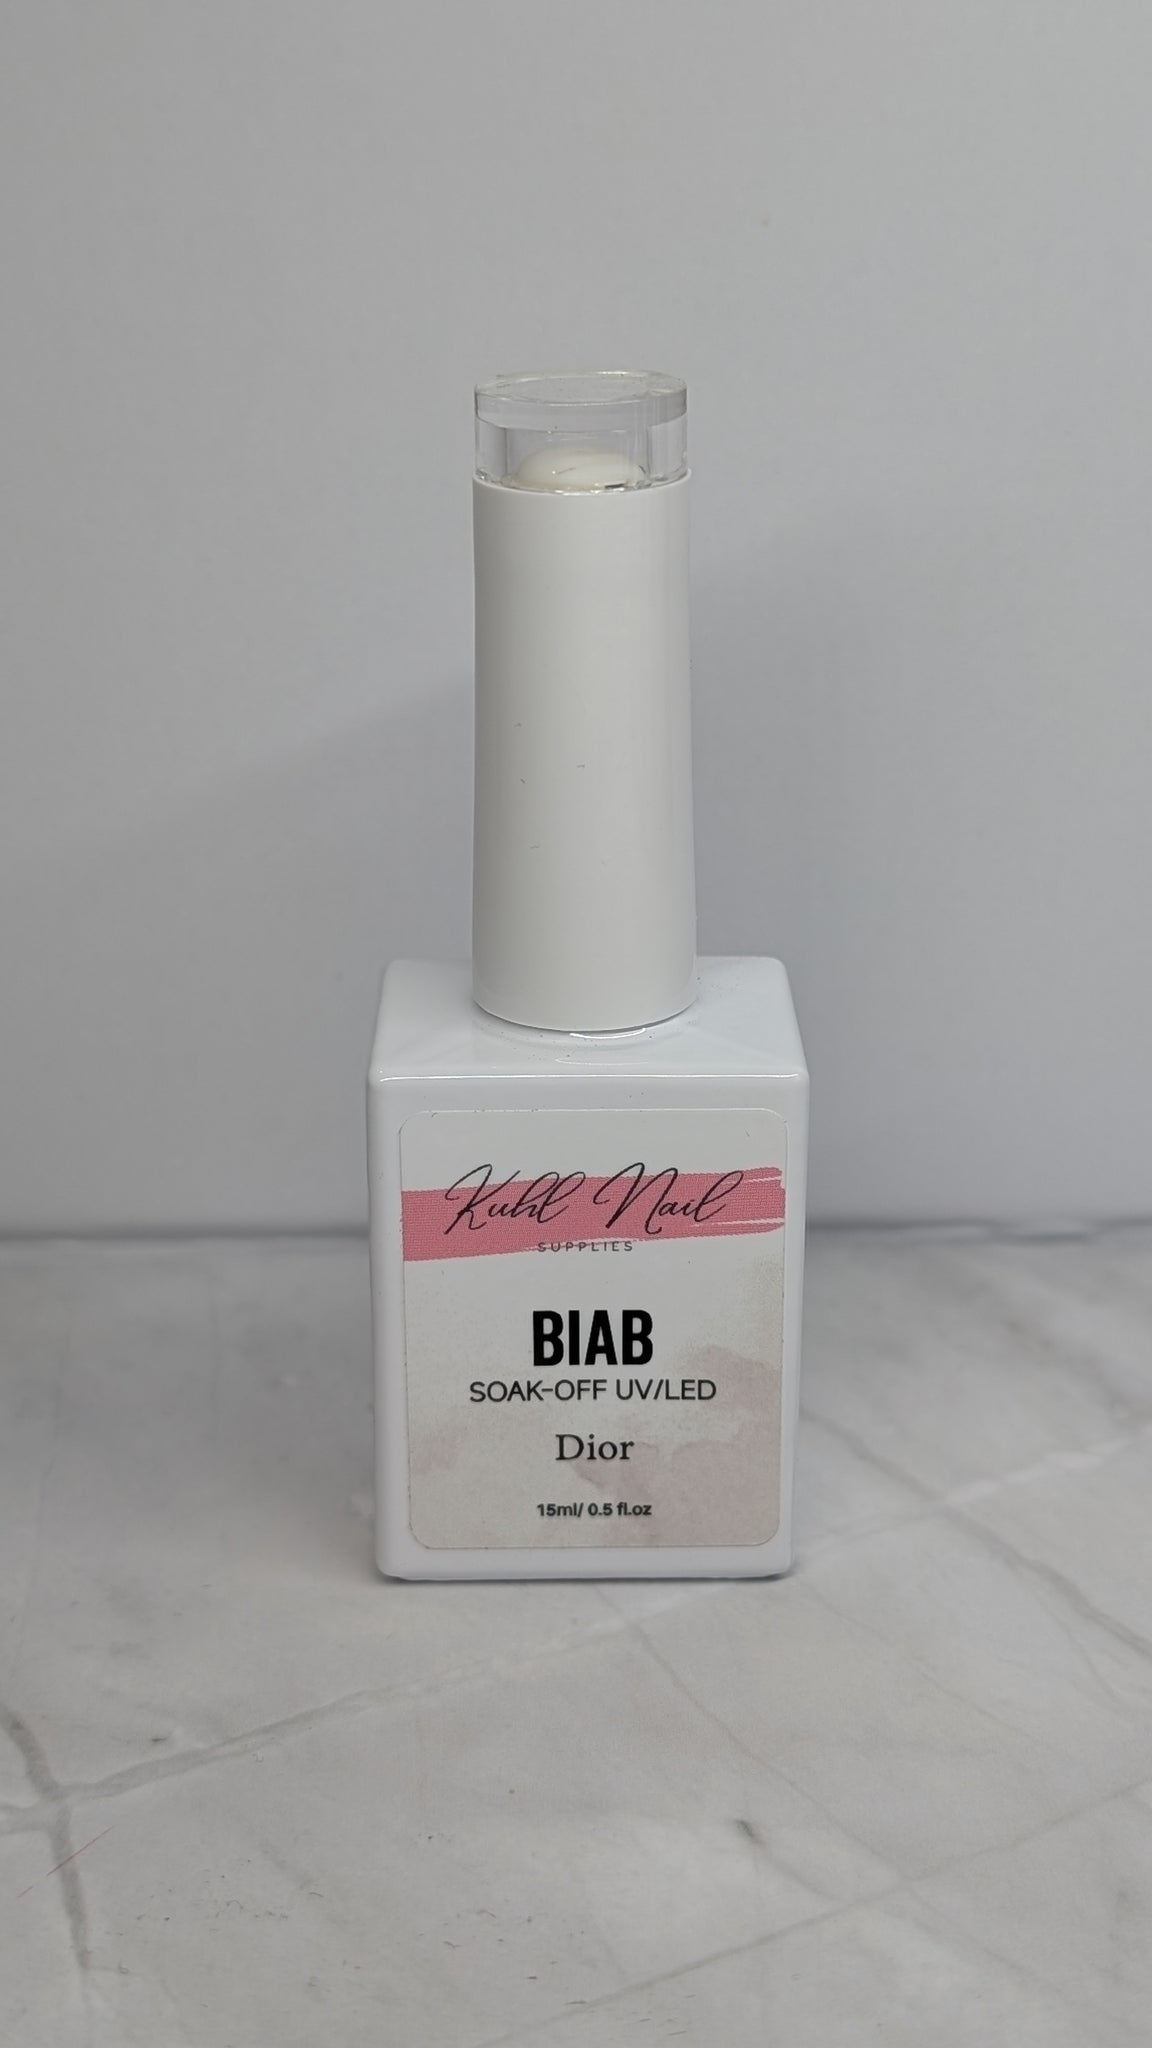 Kuhl Nail
SUPPLIES
BIAB
SOAK-OFF UV/LED
Dior
15ml/ 0.5 fl.oz